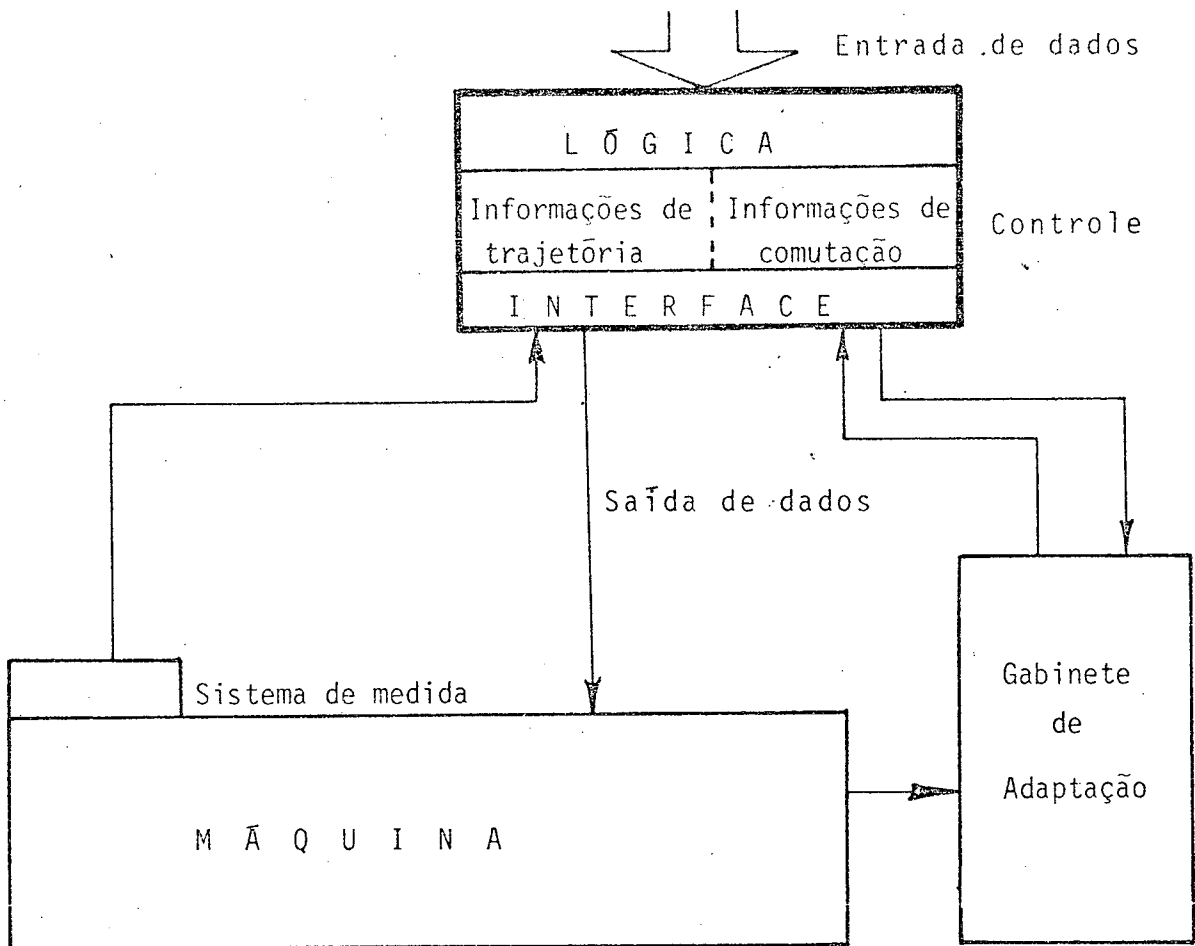 Entrada de dados
L Ó G I C A
Informações de
trajetória
Informações de
comutação
Controle
I N T E R F A C E
Saída de dados
Sistema de medida
Gabinete
de
Adaptação
M Á Q U I N A